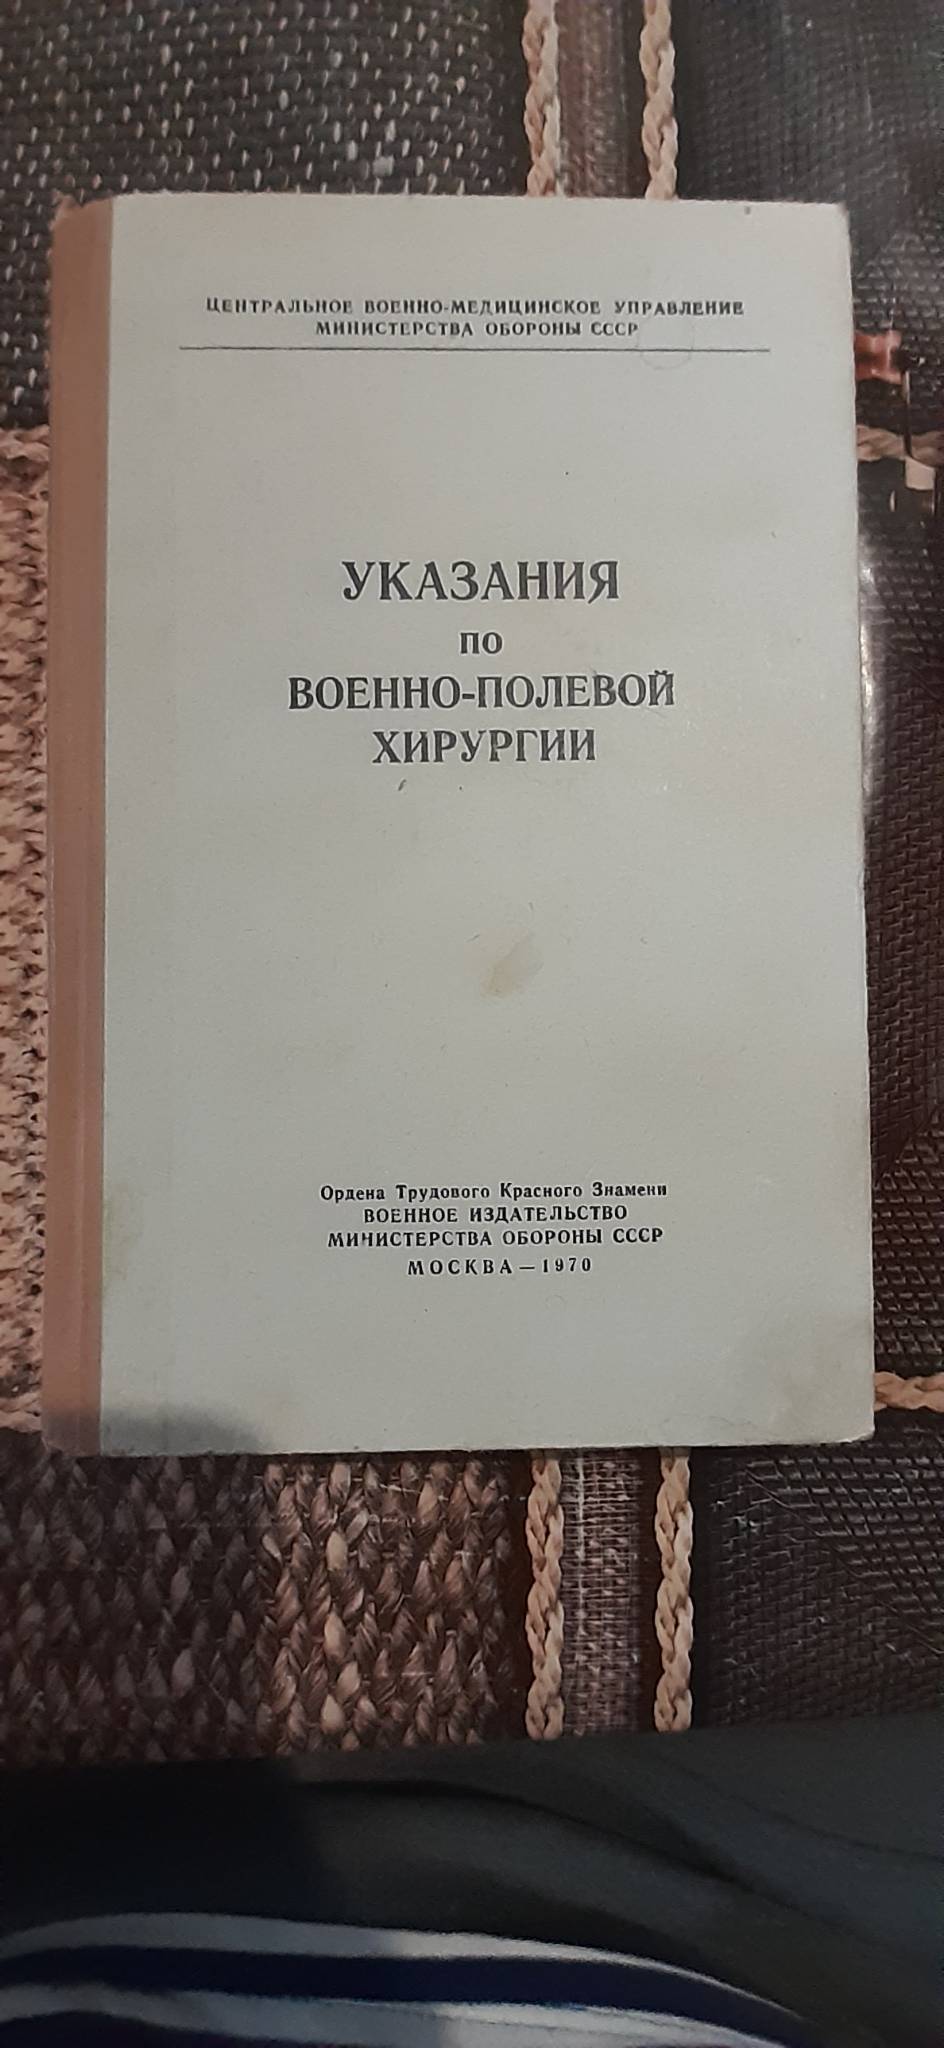 ЦЕНТРАЛЬНОЕ ВОЕННО-МЕДИЦИНСКОЕ УПРАВЛЕНИЕ
МИНИСТЕРСТВА ОБОРОНЫ СССР
УКАЗАНИЯ
ПО
ВОЕННО-ПОЛЕВОЙ
ХИРУРГИИ
Ордена Трудового Красного Знамени
ВОЕННОЕ ИЗДАТЕЛЬСТВО
МИНИСТЕРСТВА ОБОРОНЫ СССР
МОСКВА — 1970